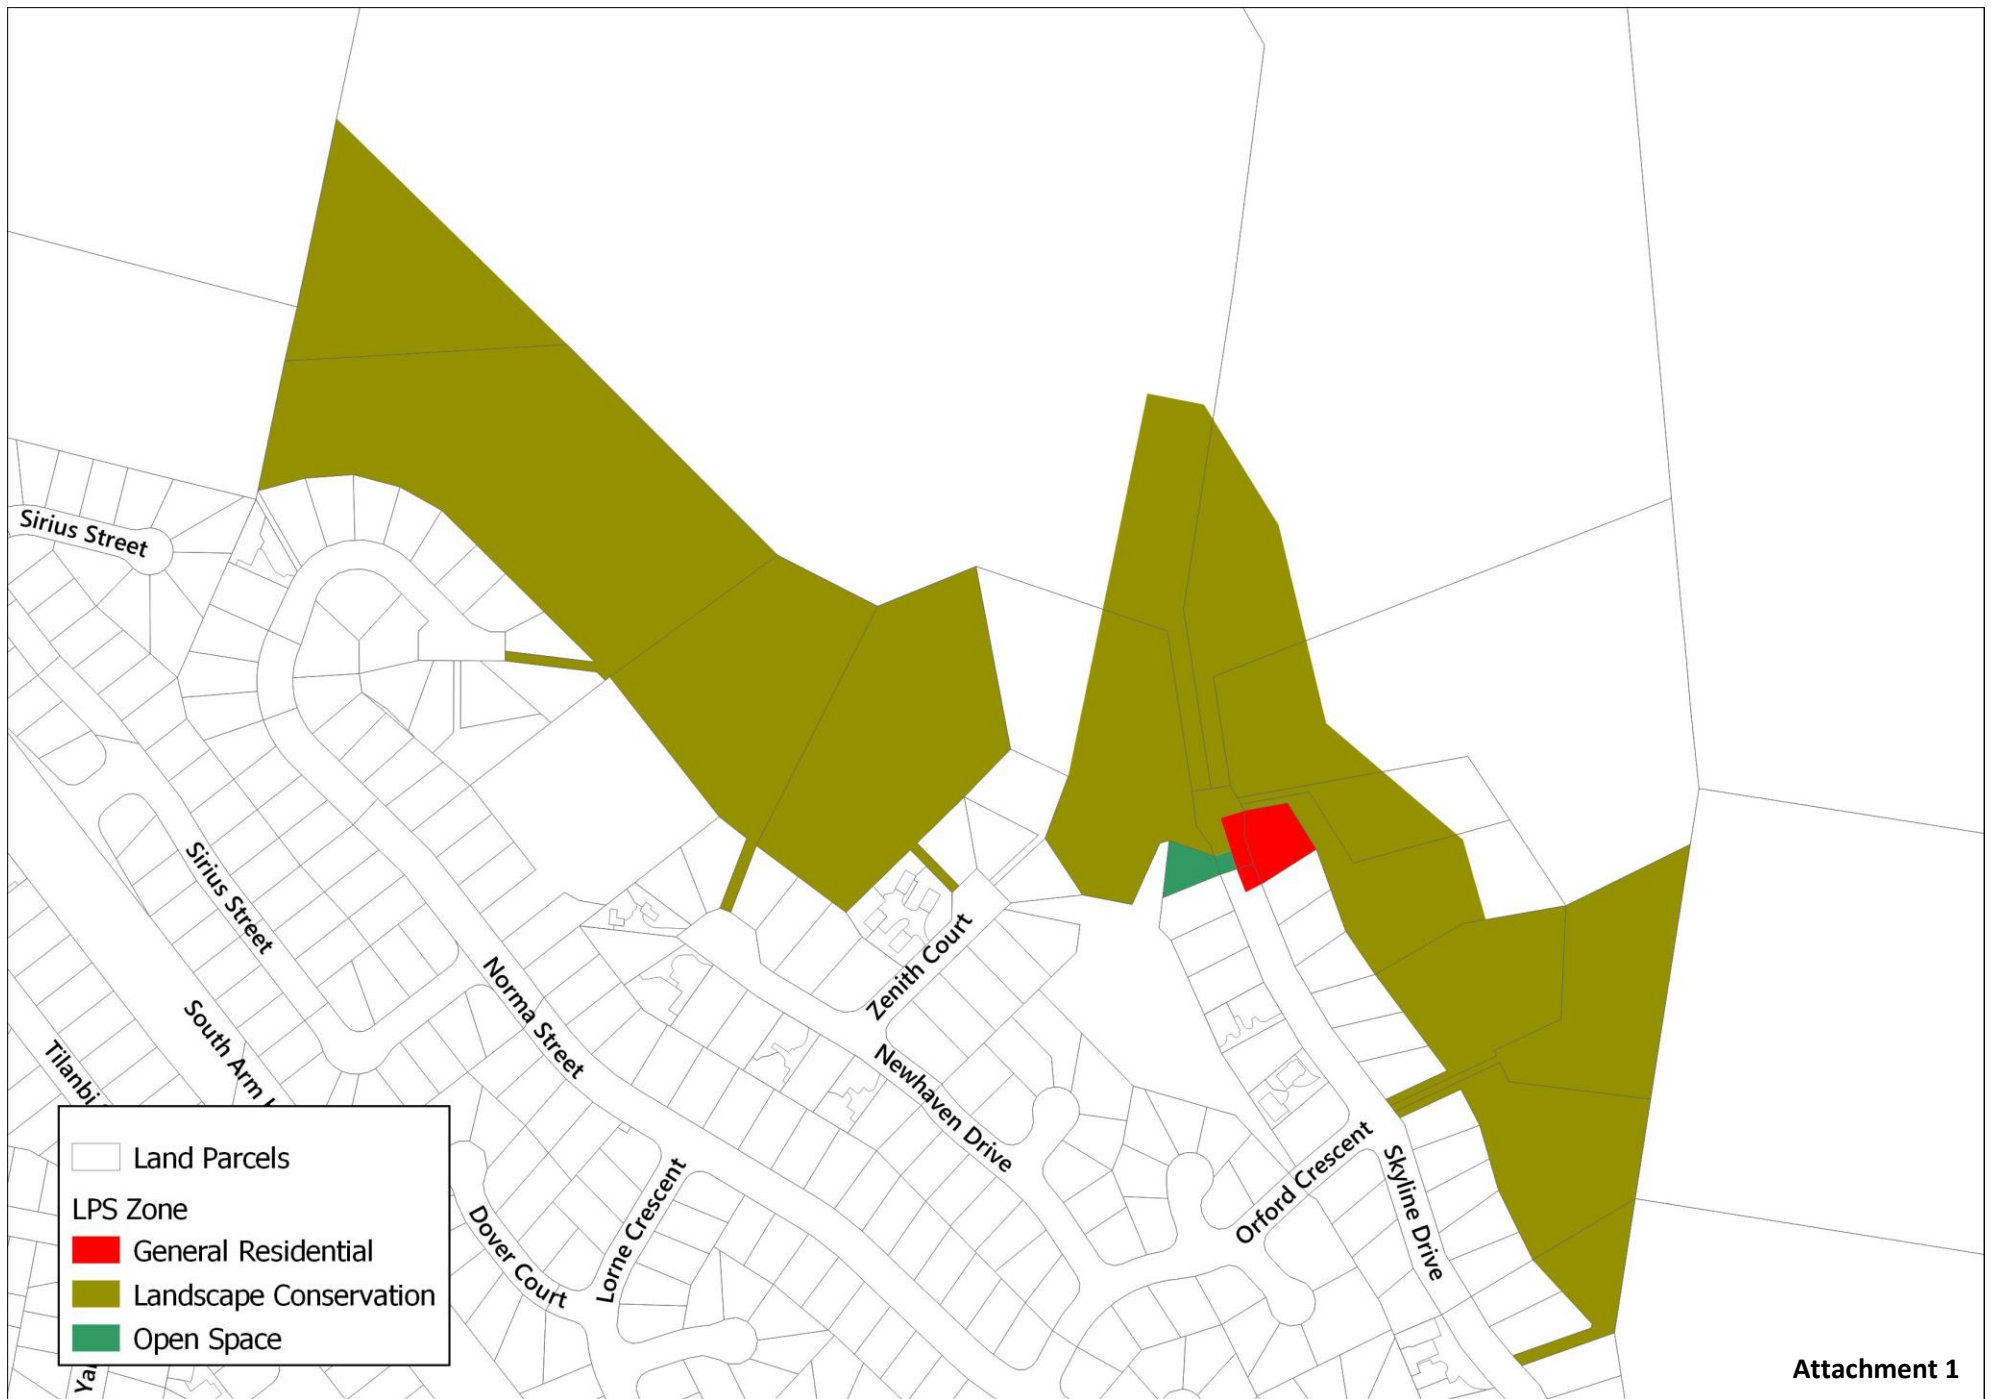 Sirius Street
Sirius Street
South Arm
Tilanbi
Norma Street
Zenith Court
Newhaven Drive
Orford Crescent
Skyline Drive
Lorne Crescent
Dover Court
Land Parcels
LPS Zone
General Residential
Landscape Conservation
Open Space
Attachment 1